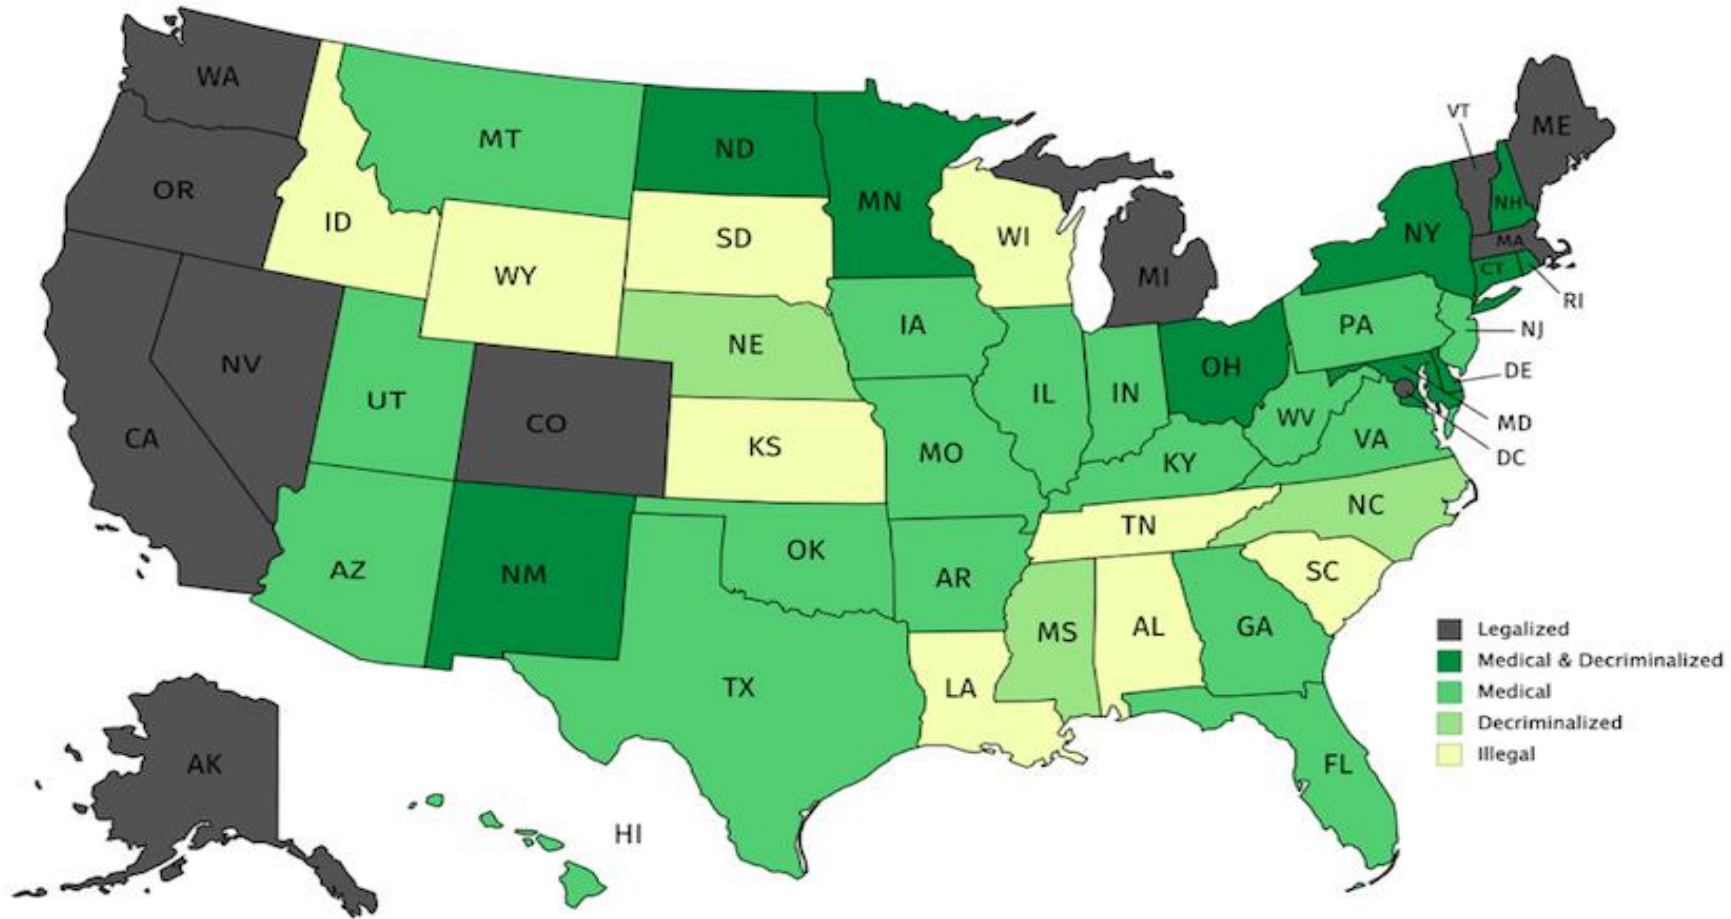 WA
MT
ND
MN
OR
ID
SD
WI
WY
MI
VT
ME
NH
NY
MA
CT
RI
NV
UT
CO
NE
IA
PA
NJ
CA
KS
IL
IN
OH
DE
MO
WV
VA
MD
KY
DC
AZ
NM
OK
AR
TN
NC
SC
MS
AL
GA
TX
LA
FL
AK
HI
Legalized
Medical & Decriminalized
Medical
Decriminalized
Illegal